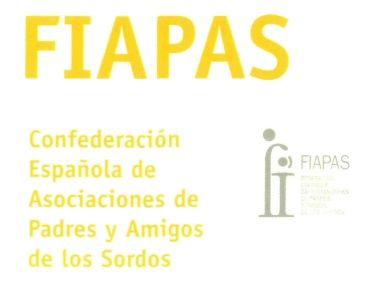 FIAPAS
Confederación
Española de
Asociaciones de
Padres y Amigos
de los Sordos
FIAPAS